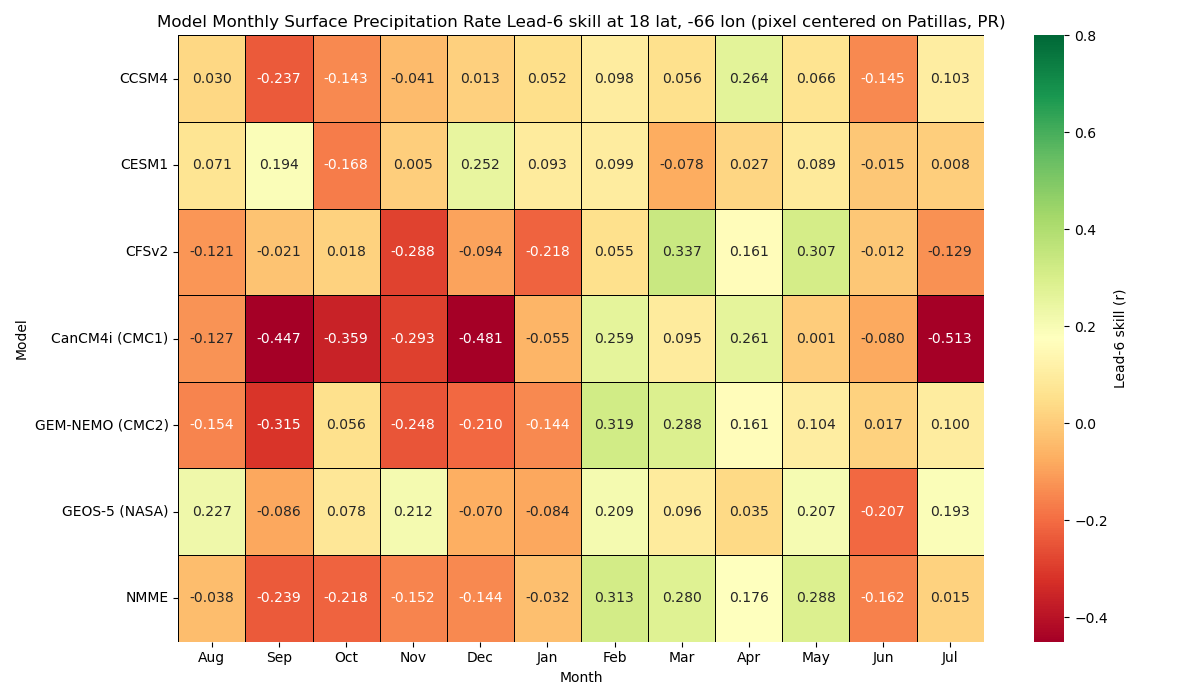 Model Monthly Surface Precipitation Rate Lead-6 skill at 18 lat, -66 lon (pixel centered on Patillas, PR)
Model
CCSM4 0.030 -0.237 -0.143 -0.041 0.013 0.052 0.098 0.056 0.264 0.066 -0.145 0.103
CESM1 0.071 0.194 -0.168 0.005 0.252 0.093 0.099 -0.078 0.027 0.089 -0.015 0.008
CFSv2 -0.121 -0.021 0.018 -0.288 -0.094 -0.218 0.055 0.337 0.161 0.307 -0.012 -0.129
CanCM4i (CMC1) -0.127 -0.447 -0.359 -0.293 -0.481 -0.055 0.259 0.095 0.261 0.001 -0.080 -0.513
GEM-NEMO (CMC2) -0.154 -0.315 0.056 -0.248 -0.210 -0.144 0.319 0.288 0.161 0.104 0.017 0.100
GEOS-5 (NASA) 0.227 -0.086 0.078 0.212 -0.070 -0.084 0.209 0.096 0.035 0.207 -0.207 0.193
NMME -0.038 -0.239 -0.218 -0.152 -0.144 -0.032 0.313 0.280 0.176 0.288 -0.162 0.015
Aug Sep Oct Nov Dec Jan Feb Mar Apr May Jun Jul
Month
0.8
0.6
0.4
0.2
0.0
−0.2
−0.4
Lead-6 skill (r)